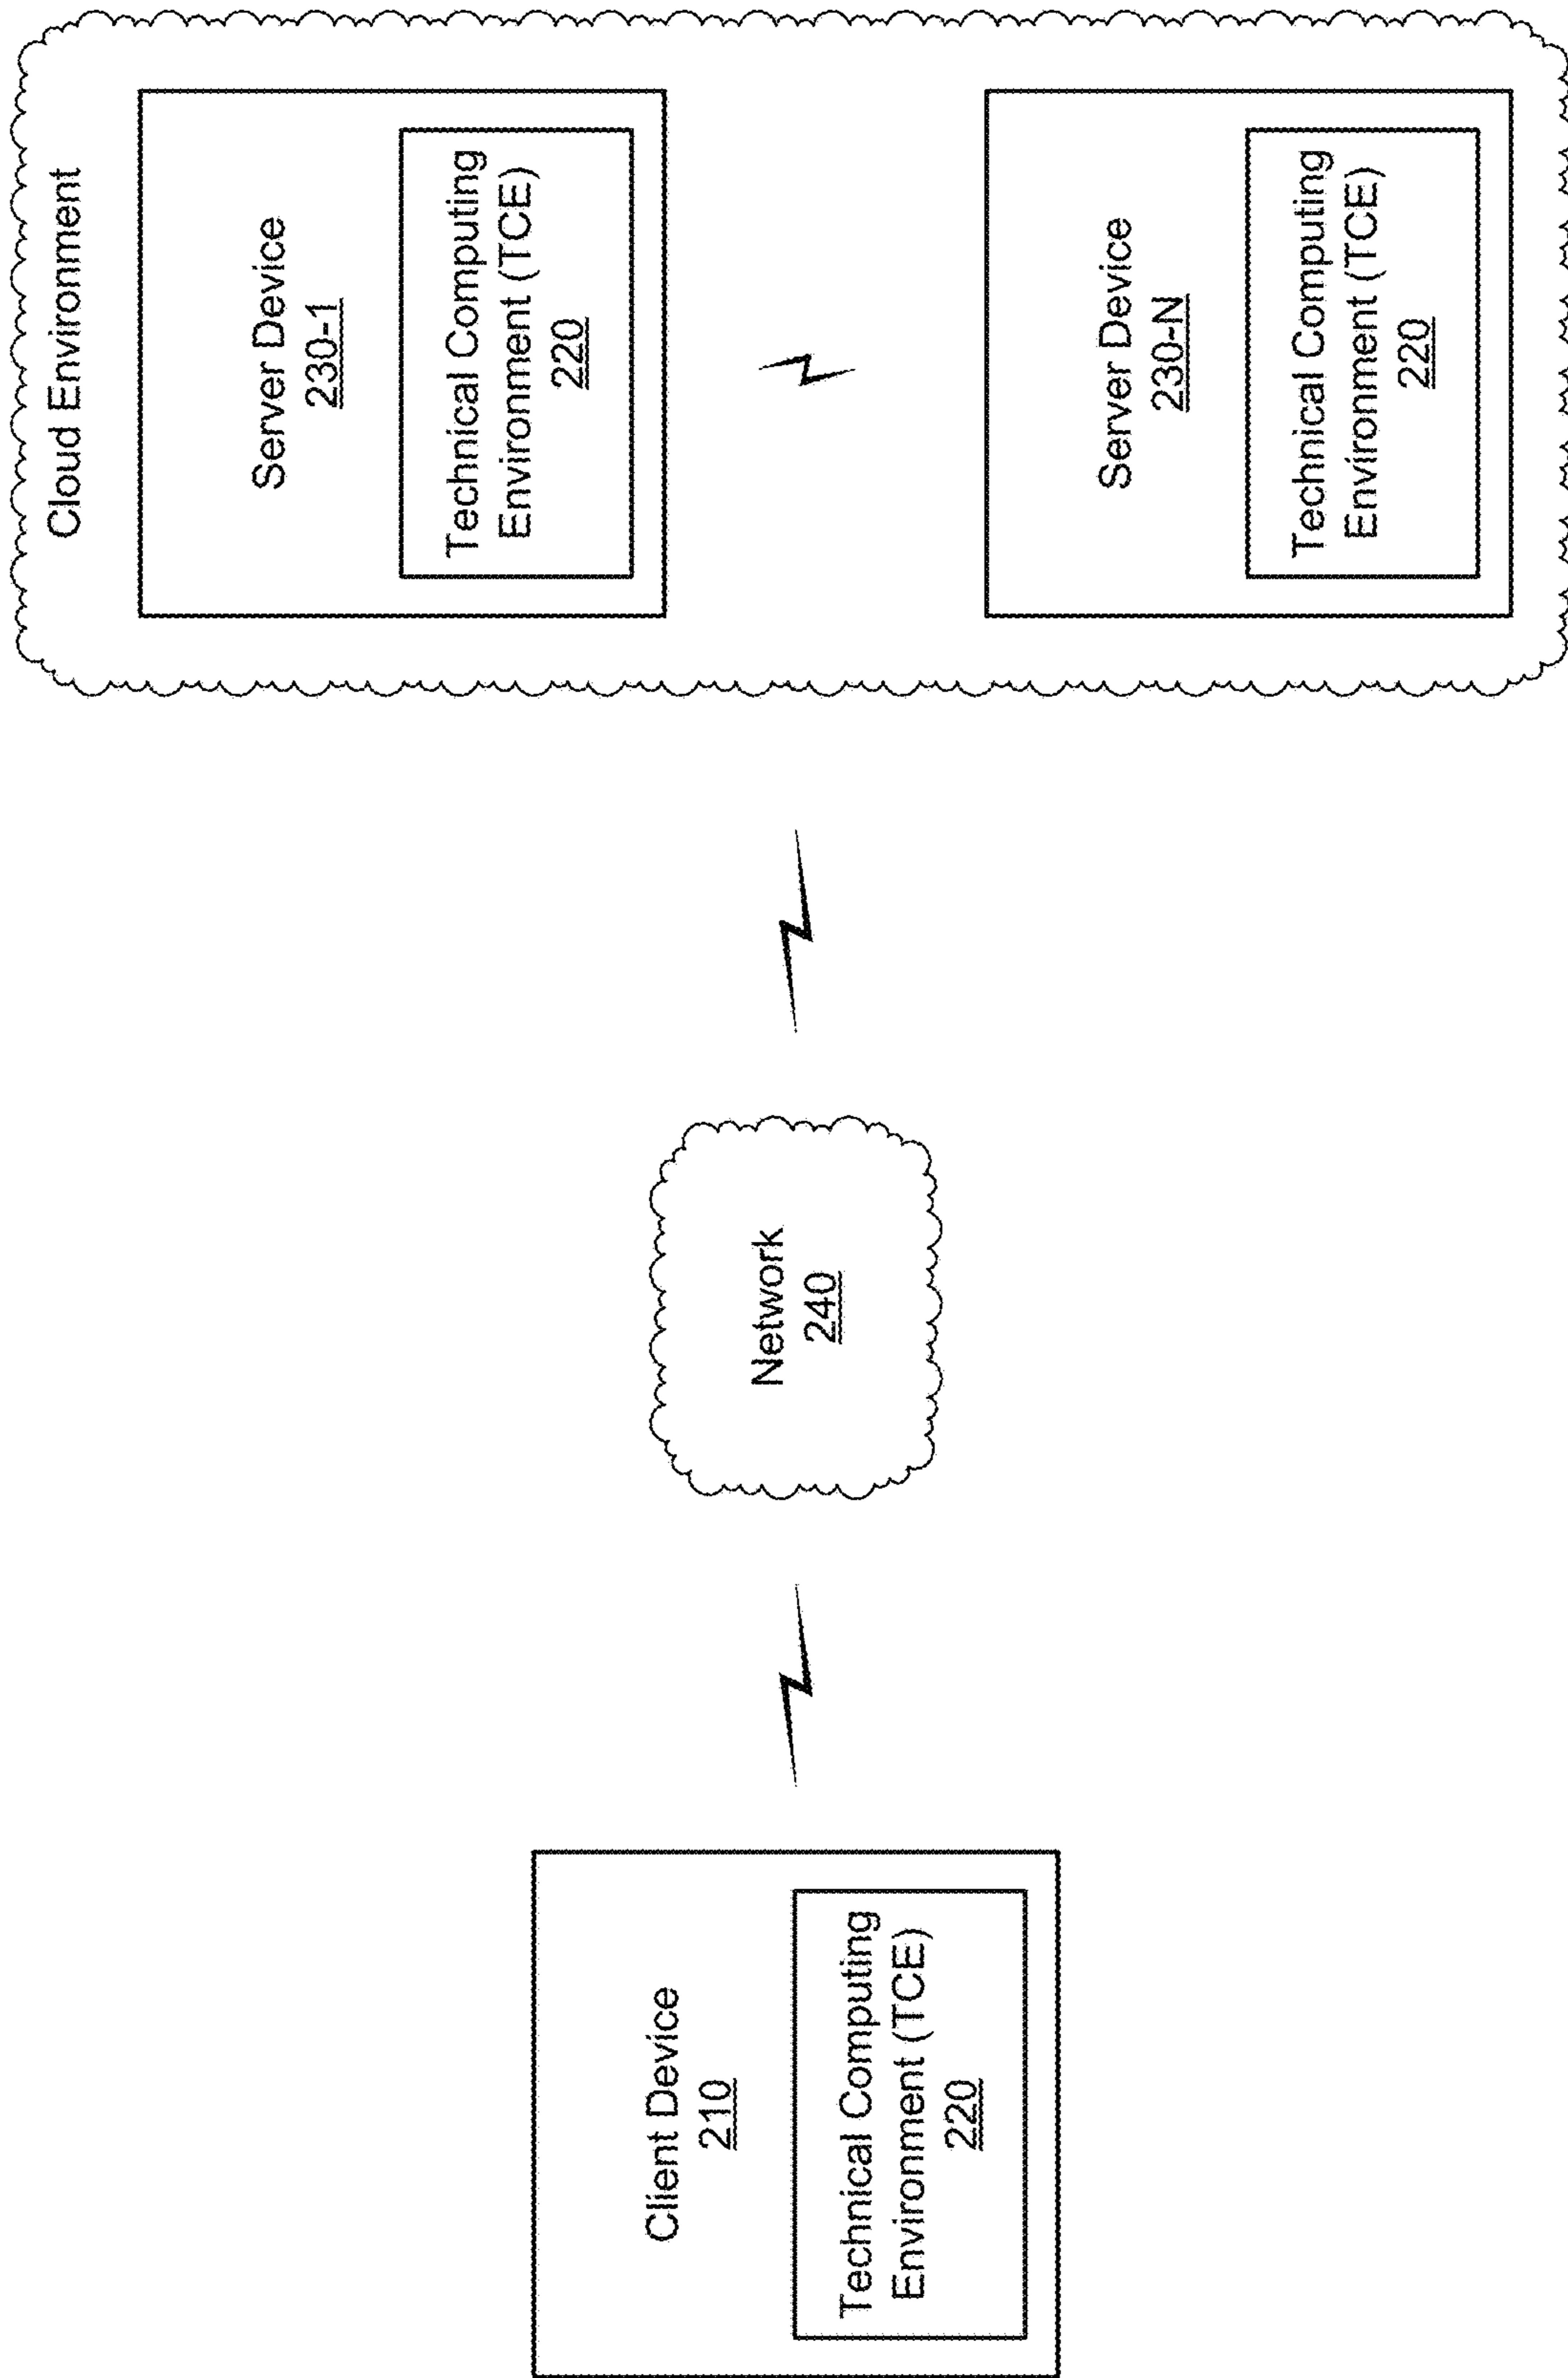 Cloud Environment
Server Device
230-1
Technical Computing
Environment (TCE)
220
Client Device
210
Technical Computing
Environment (TCE)
220
Network
240
Server Device
230-N
Technical Computing
Environment (TCE)
220